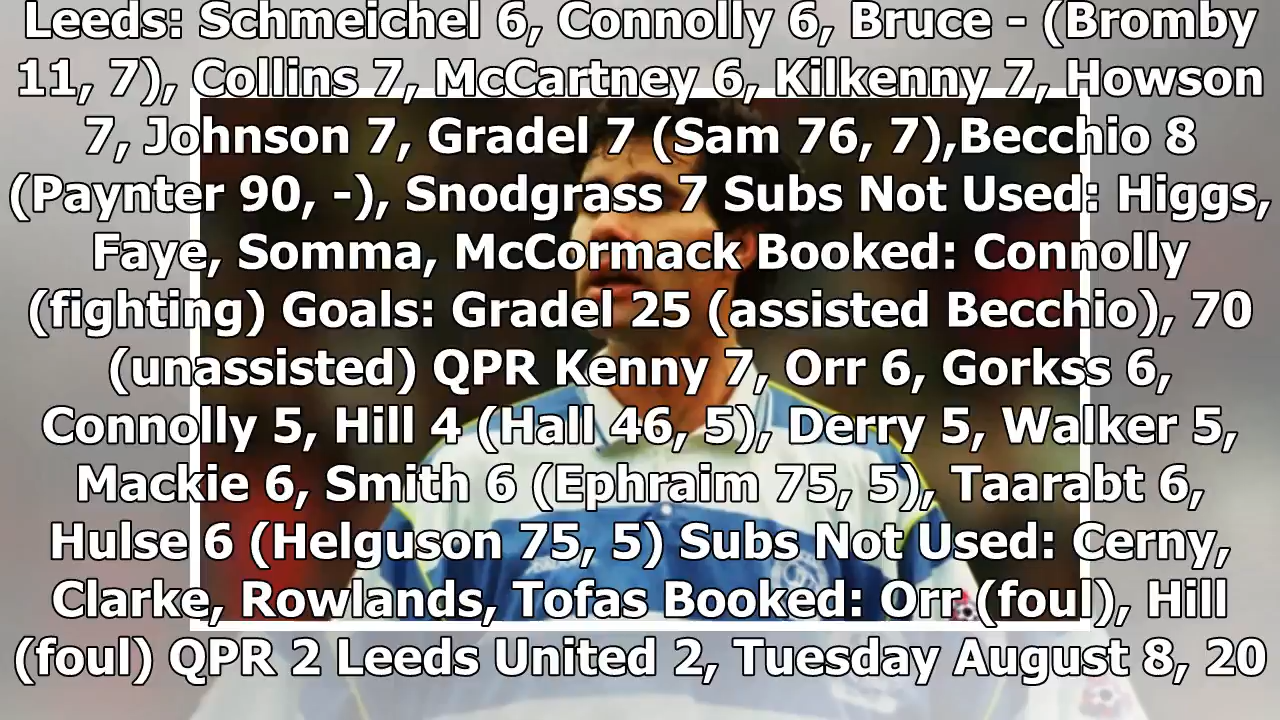 Leeds: Schmeichel 6, Connolly 6, Bruce - (Bromby
11, 7), Collins 7, McCartney 6, Kilkenny 7, Howson
7, Johnson 7, Gradel 7 (Sam 76, 7),Becchio 8
(Paynter 90, -), Snodgrass 7 Subs Not Used: Higgs,
Faye, Somma, McCormack Booked: Connolly
(fighting) Goals: Gradel 25 (assisted Becchio), 70
(unassisted) QPR Kenny 7, Orr 6, Gorkss 6,
Connolly 5, Hill 4 (Hall 46, 5), Derry 5, Walker 5,
Mackie 6, Smith 6 (Ephraim 75, 5), Taarabt 6,
Hulse 6 (Helguson 75, 5) Subs Not Used: Cerny,
Clarke, Rowlands, Tofas Booked: Orr (foul), Hill
(foul) QPR 2 Leeds United 2, Tuesday August 8, 20